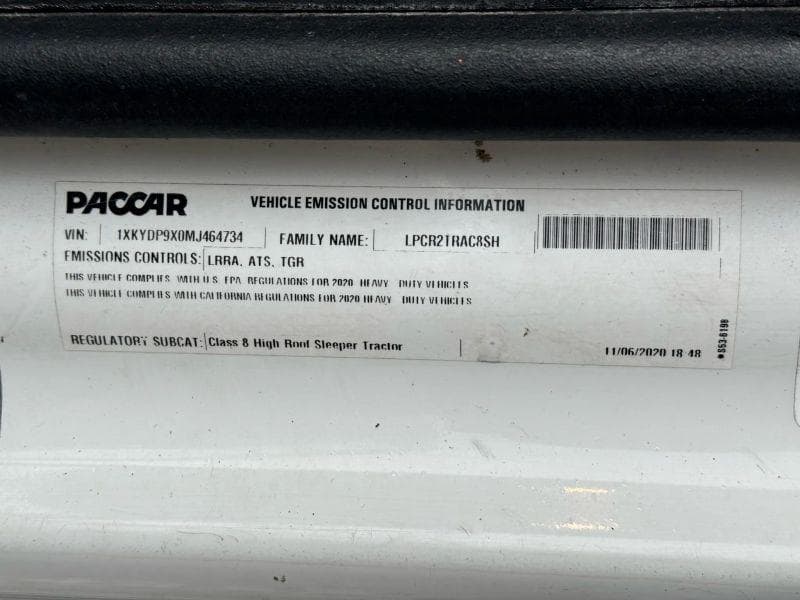 PACCAR VEHICLE EMISSION CONTROL INFORMATION
VIN: 1XKYDP9X0MJ464734 FAMILY NAME: LPCR2TRAC8SH
EMISSIONS CONTROLS: LRRA, ATS, TGR
THIS VEHICLE COMPLIES WITH U.S. EPA REGULATIONS FOR 2020 HEAVY DUTY VEHICLES
THIS VEHICLE COMPLIES WITH CALIFORNIA REGULATIONS FOR 2020 HEAVY DUTY VEHICLES
REGULATORY SUBCAT: Class 8 High Roof Sleeper Tractor 11/06/2020 18:48
S53-6198